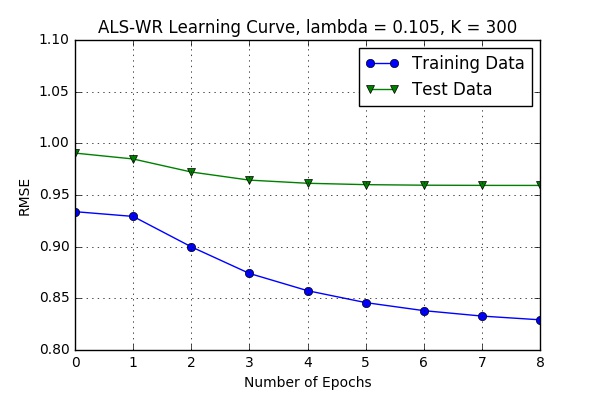 ALS-WR Learning Curve, lambda = 0.105, K = 300
1.10
1.05
1.00
0.95
0.90
0.85
0.80
RMSE
Training Data
Test Data
0 1 2 3 4 5 6 7 8
Number of Epochs